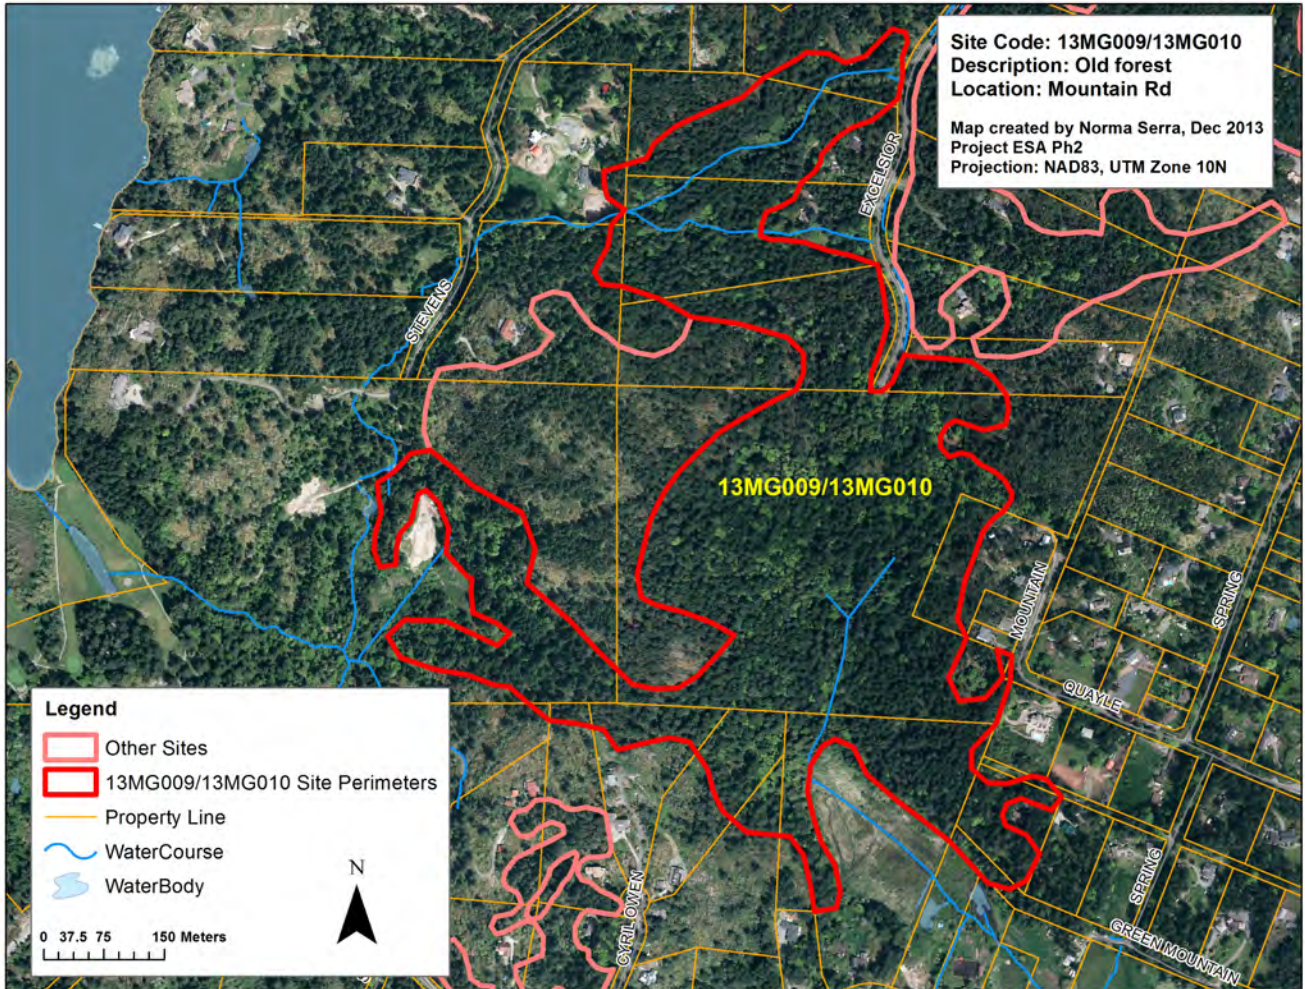 Site Code: 13MG009/13MG010
Description: Old forest
Location: Mountain Rd
Map created by Norma Serra, Dec 2013
Project ESA Ph2
Projection: NAD83, UTM Zone 10N
EXCELSIOR
STEVENS
13MG009/13MG010
MOUNTAIN
SPRING
QUAYLE
SPRING
GREEN MOUNTAIN
CYRIL OWEN
Legend
Other Sites
13MG009/13MG010 Site Perimeters
Property Line
WaterCourse
WaterBody
N
0 37.5 75 150 Meters